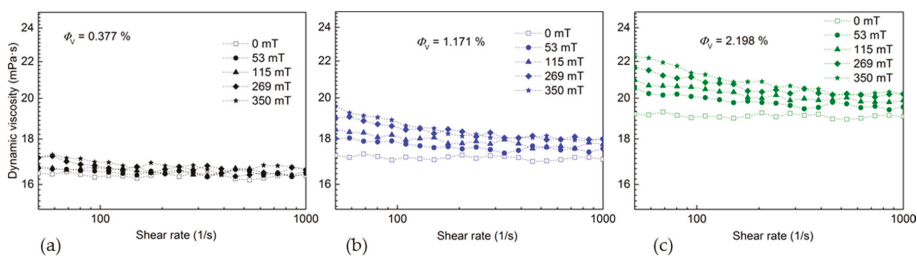 Dynamic viscosity (mPa·s)
24
22
20
18
16
ΦV = 0.377 %
0 mT
53 mT
115 mT
269 mT
350 mT
100
1000
Shear rate (1/s)
(a)
24
22
20
18
16
ΦV = 1.171 %
0 mT
53 mT
115 mT
269 mT
350 mT
100
1000
Shear rate (1/s)
(b)
24
22
20
18
16
ΦV = 2.198 %
0 mT
53 mT
115 mT
269 mT
350 mT
100
1000
Shear rate (1/s)
(c)